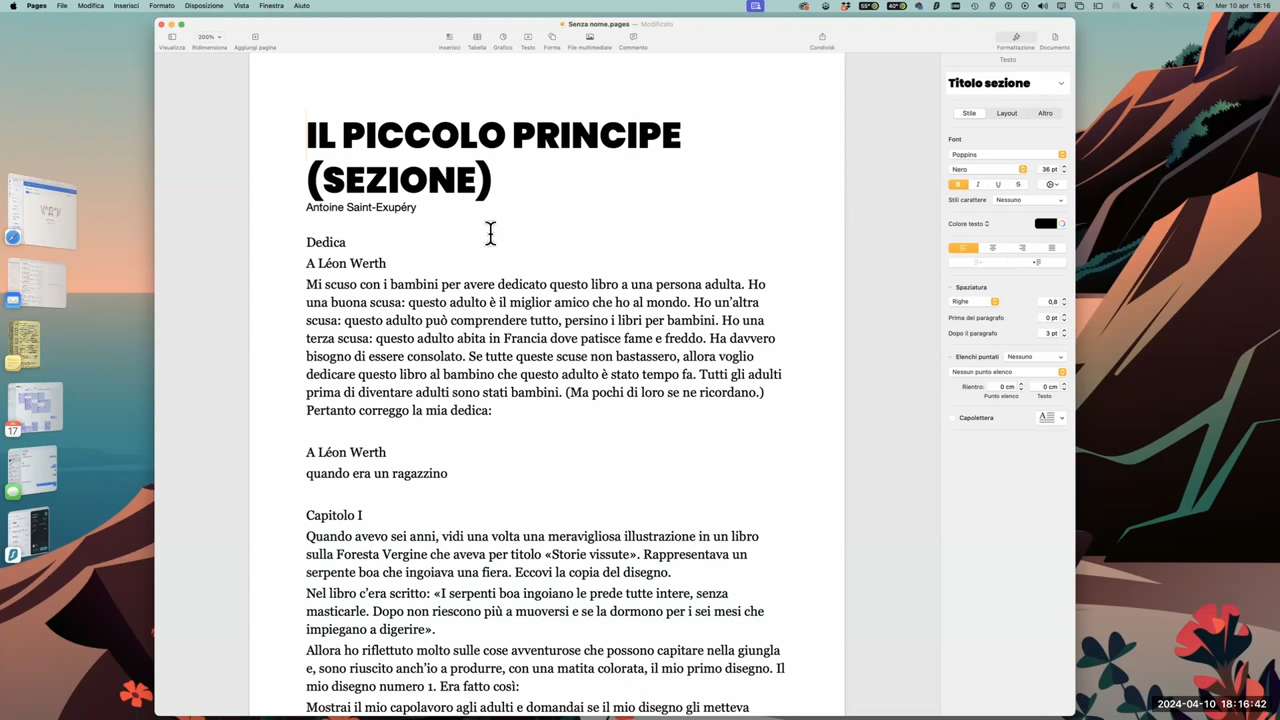 Pages File Modifica Inserisci Formato Disposizione Vista Finestra Aiuto
55° 40° Mer 10 apr 18:16
Senza nome.pages — Modificato
200%
Visualizza Ridimensiona Aggiungi pagina Inserisci Tabella Grafico Testo Forma File multimediale Commento Condividi Formattazione Documento
Testo
IL PICCOLO PRINCIPE
(SEZIONE)
Antoine Saint-Exupéry
Dedica
A Léon Werth
Mi scuso con i bambini per avere dedicato questo libro a una persona adulta. Ho
una buona scusa: questo adulto è il miglior amico che ho al mondo. Ho un'altra
scusa: questo adulto può comprendere tutto, persino i libri per bambini. Ho una
terza scusa: questo adulto abita in Francia dove patisce fame e freddo. Ha davvero
bisogno di essere consolato. Se tutte queste scuse non bastassero, allora voglio
dedicare questo libro al bambino che questo adulto è stato tempo fa. Tutti gli adulti
prima di diventare adulti sono stati bambini. (Ma pochi di loro se ne ricordano.)
Pertanto correggo la mia dedica:
A Léon Werth
quando era un ragazzino
Capitolo I
Quando avevo sei anni, vidi una volta una meravigliosa illustrazione in un libro
sulla Foresta Vergine che aveva per titolo «Storie vissute». Rappresentava un
serpente boa che ingoiava una fiera. Eccovi la copia del disegno.
Nel libro c'era scritto: «I serpenti boa ingoiano le prede tutte intere, senza
masticarle. Dopo non riescono più a muoversi e se la dormono per i sei mesi che
impiegano a digerire».
Allora ho riflettuto molto sulle cose avventurose che possono capitare nella giungla
e, sono riuscito anch'io a produrre, con una matita colorata, il mio primo disegno. Il
mio disegno numero 1. Era fatto così:
Mostrai il mio capolavoro agli adulti e domandai se il mio disegno gli metteva
Titolo sezione
Stile Layout Altro
Font
Poppins
Nero 36 pt
B I U S
Stili carattere Nessuno
Colore testo
Spaziatura
Righe 0,8
Prima del paragrafo 0 pt
Dopo il paragrafo 3 pt
Elenchi puntati Nessuno
Nessun punto elenco
Rientro: 0 cm 0 cm
Punto elenco Testo
Capolettera
17
2024-04-10 18:16:42